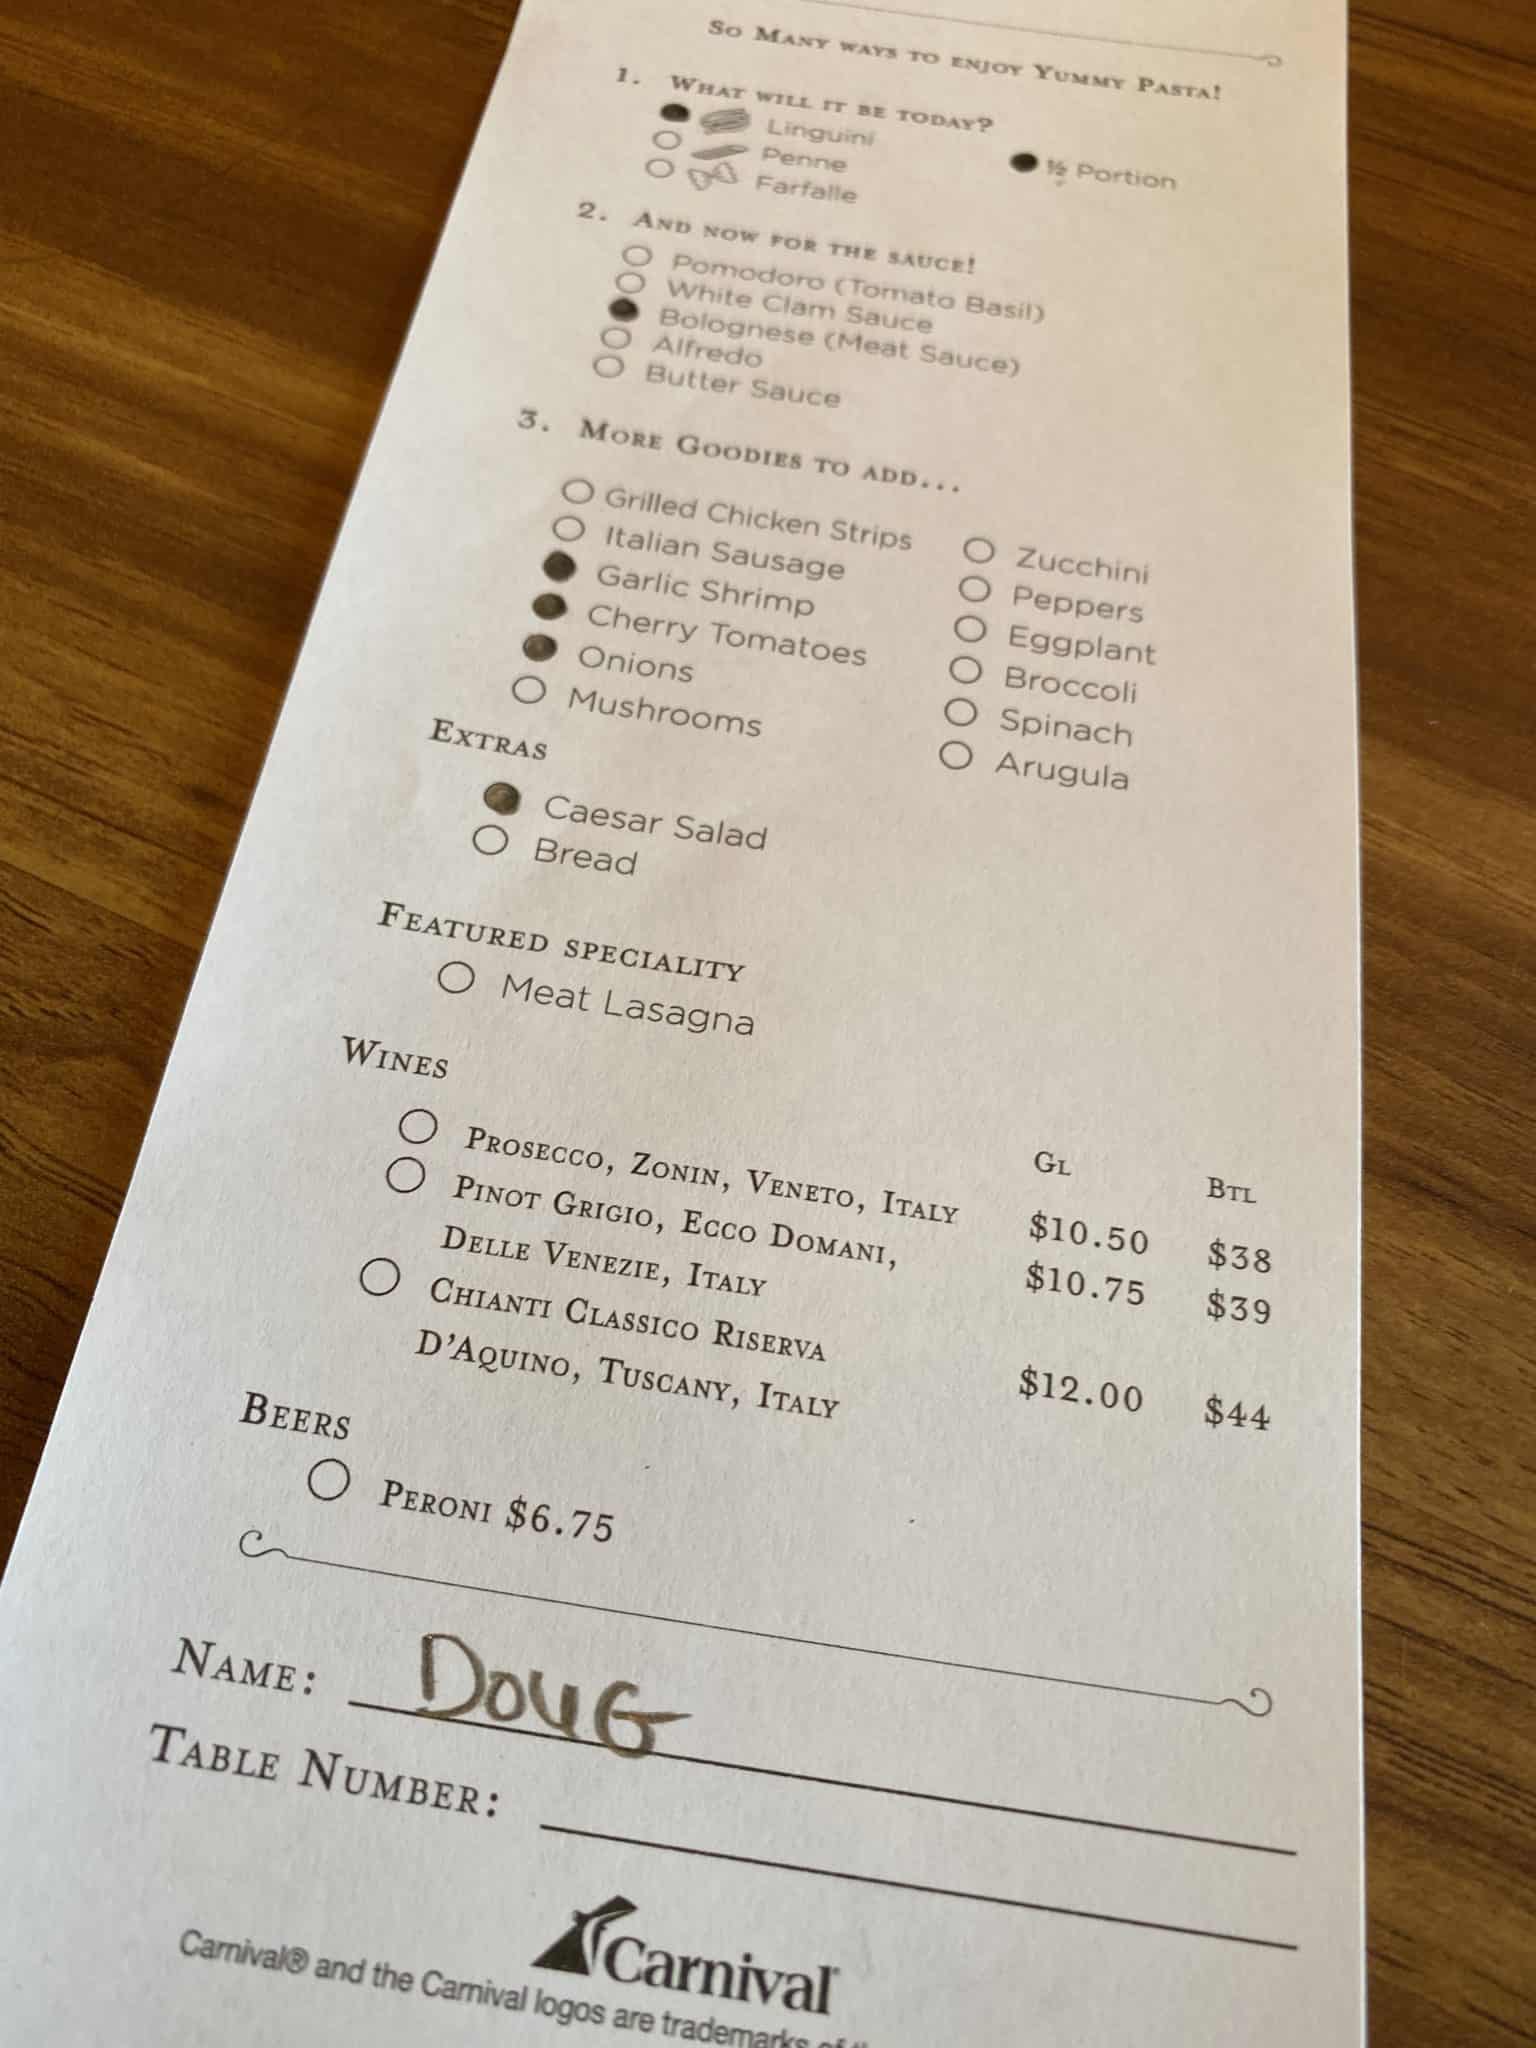 So Many ways to enjoy Yummy Pasta!
1. What will it be today?
Linguini
Penne
Farfalle
½ Portion
2. And now for the sauce!
Pomodoro (Tomato Basil)
White Clam Sauce
Bolognese (Meat Sauce)
Alfredo
Butter Sauce
3. More Goodies to add...
Grilled Chicken Strips
Italian Sausage
Garlic Shrimp
Cherry Tomatoes
Onions
Mushrooms
Zucchini
Peppers
Eggplant
Broccoli
Spinach
Arugula
Extras
Caesar Salad
Bread
Featured speciality
Meat Lasagna
Wines
Gl Btl
Prosecco, Zonin, Veneto, Italy $10.50 $38
Pinot Grigio, Ecco Domani, $10.75 $39
Delle Venezie, Italy
Chianti Classico Riserva $12.00 $44
D'Aquino, Tuscany, Italy
Beers
Peroni $6.75
Name: Doug
Table Number:
Carnival
Carnival® and the Carnival logos are trademarks of